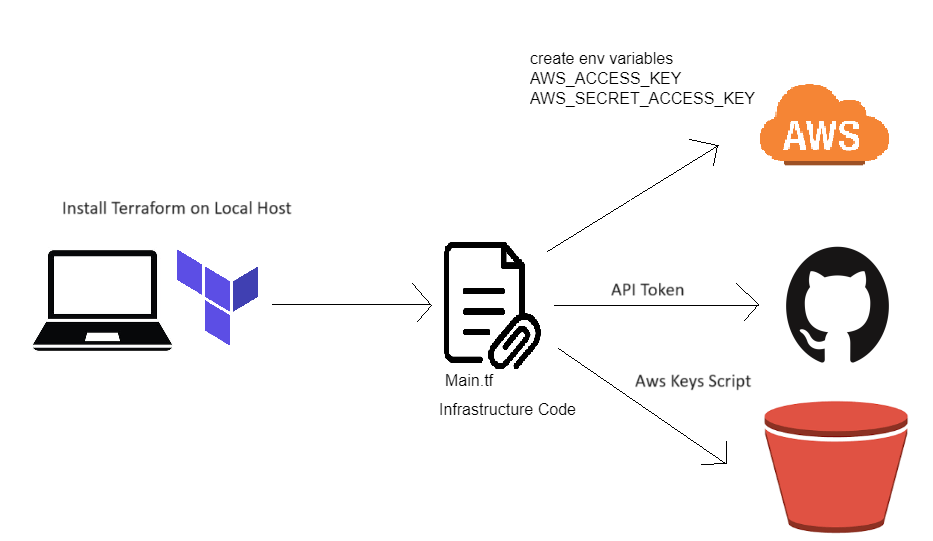 create env variables
AWS_ACCESS_KEY
AWS_SECRET_ACCESS_KEY
AWS
Install Terraform on Local Host
API Token
Main.tf
Aws Keys Script
Infrastructure Code